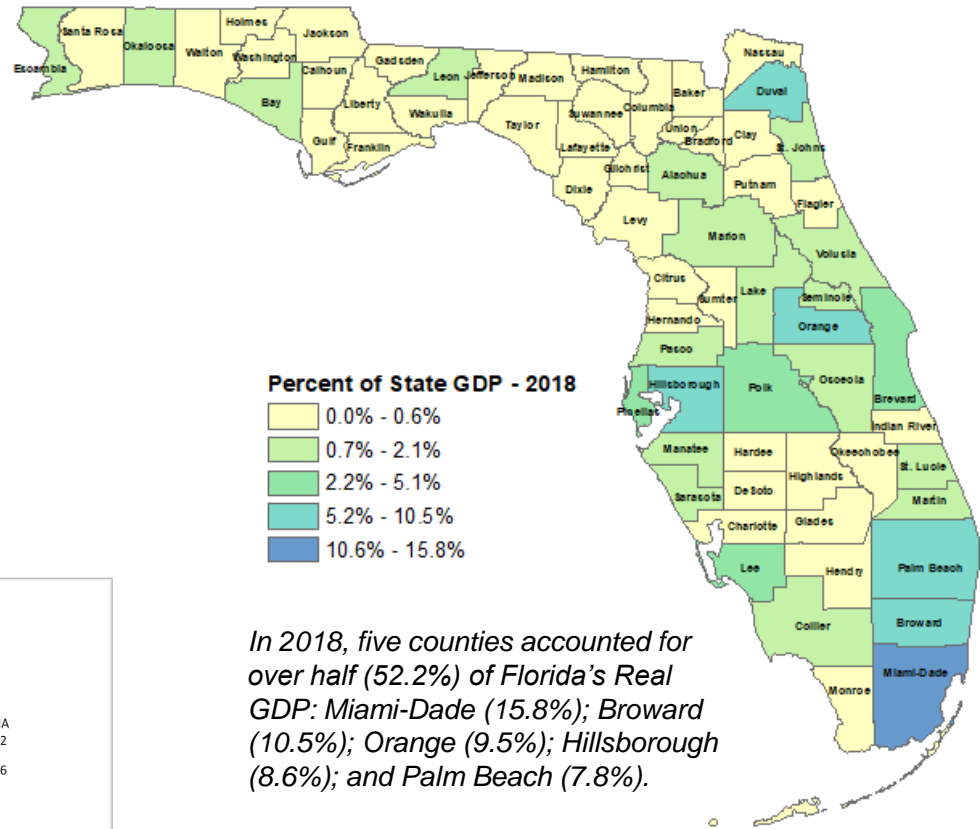 Holmes
Jackson
Santa Rosa
Okaloosa
Walton
Washington
Escambia
Gadsden
Calhoun
Leon
Jefferson
Madison
Hamilton
Nassau
Baker
Duval
Bay
Liberty
Wakulla
Taylor
Suwannee
Columbia
Union
Bradford
Clay
St. Johns
Gulf
Franklin
Lafayette
Gilchrist
Alachua
Putnam
Dixie
Flagler
Levy
Marion
Volusia
Citrus
Sumter
Lake
Seminole
Hernando
Orange
Pasco
Percent of State GDP - 2018
0.0% - 0.6%
0.7% - 2.1%
2.2% - 5.1%
5.2% - 10.5%
10.6% - 15.8%
Hillsborough
Polk
Osceola
Brevard
Pinellas
Indian River
Manatee
Hardee
Okeechobee
St. Lucie
Highlands
Sarasota
DeSoto
Martin
Charlotte
Glades
Lee
Hendry
Palm Beach
Collier
Broward
Monroe
Miami-Dade
In 2018, five counties accounted for
over half (52.2%) of Florida's Real
GDP: Miami-Dade (15.8%); Broward
(10.5%); Orange (9.5%); Hillsborough
(8.6%); and Palm Beach (7.8%).
2
6